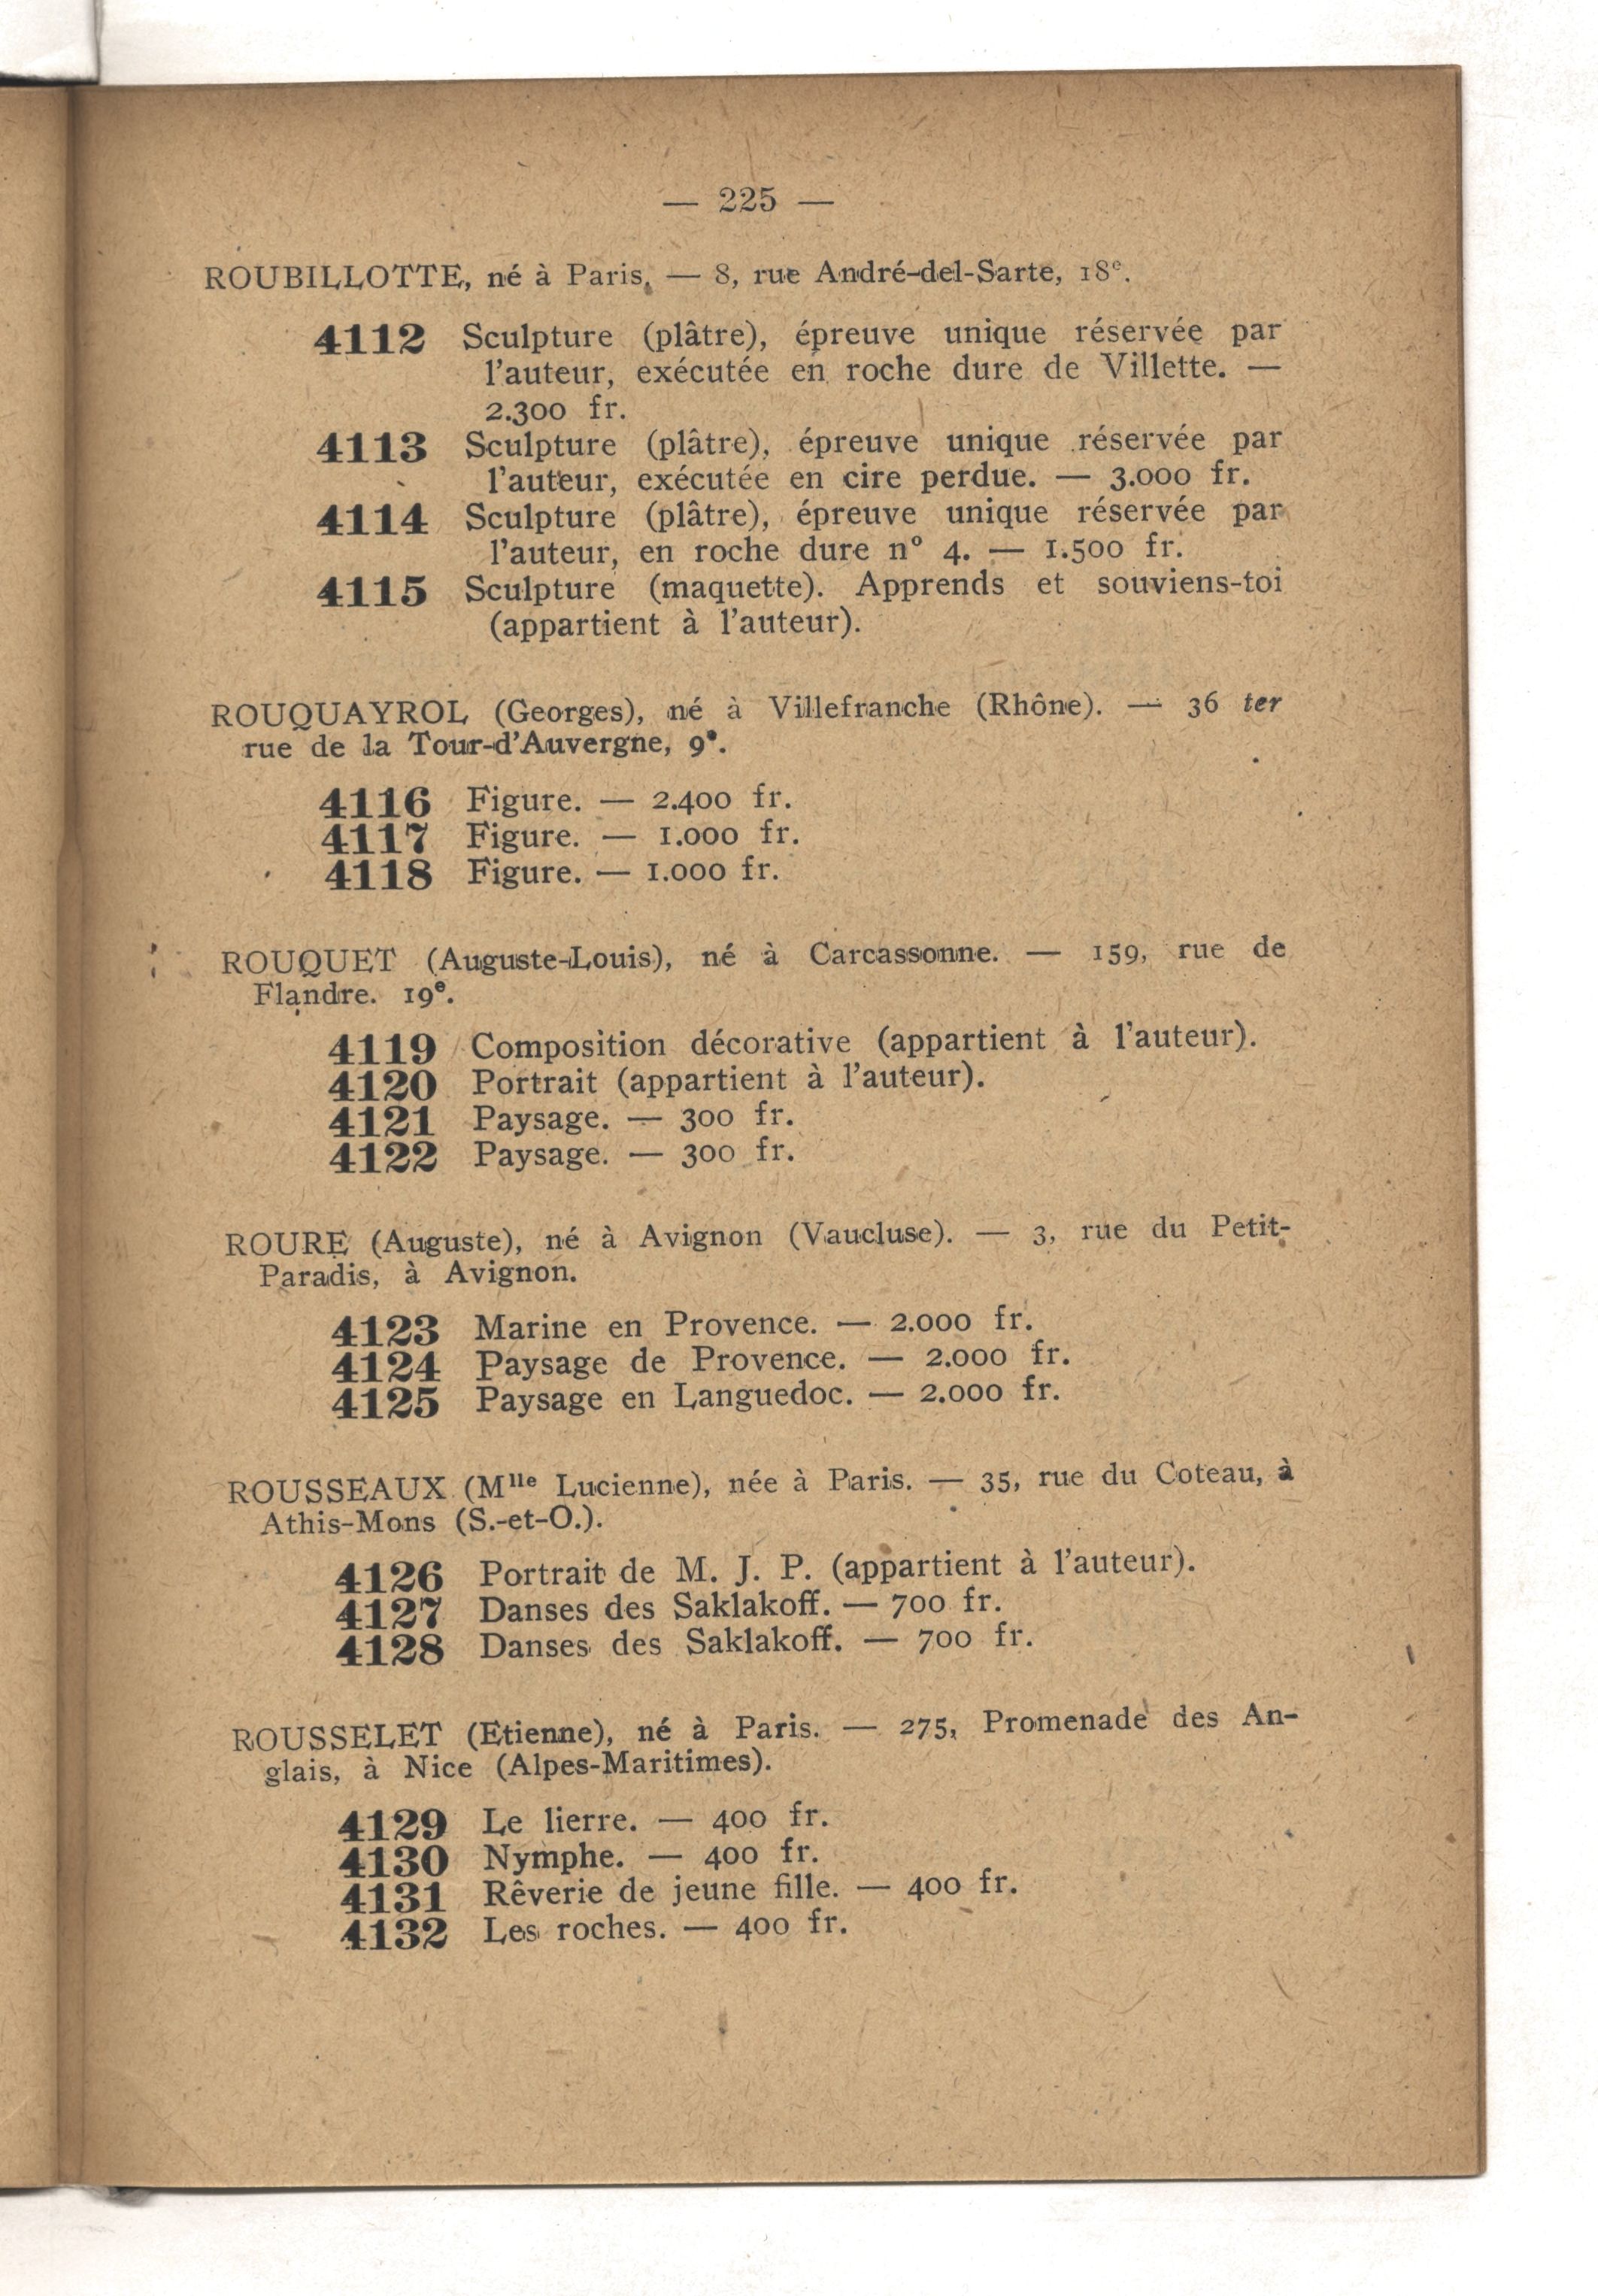 — 225 —
ROUBILLOTTE, né à Paris, — 8, rue André-del-Sarte, 18e.
4112 Sculpture (plâtre), épreuve unique réservée par
l'auteur, exécutée en roche dure de Villette. —
2.300 fr.
4113 Sculpture (plâtre), épreuve unique réservée par
l'auteur, exécutée en cire perdue. — 3.000 fr.
4114 Sculpture (plâtre), épreuve unique réservée par
l'auteur, en roche dure n° 4. — 1.500 fr.
4115 Sculpture (maquette). Apprends et souviens-toi
(appartient à l'auteur).
ROUQUAYROL (Georges), né à Villefranche (Rhône). — 36 ter
rue de la Tour-d'Auvergne, 9e.
4116 Figure. — 2.400 fr.
4117 Figure. — 1.000 fr.
4118 Figure. — 1.000 fr.
ROUQUET (Auguste-Louis), né à Carcassonne. — 159, rue de
Flandre. 19e.
4119 Composition décorative (appartient à l'auteur).
4120 Portrait (appartient à l'auteur).
4121 Paysage. — 300 fr.
4122 Paysage. — 300 fr.
ROURE (Auguste), né à Avignon (Vaucluse). — 3, rue du Petit-
Paradis, à Avignon.
4123 Marine en Provence. — 2.000 fr.
4124 Paysage de Provence. — 2.000 fr.
4125 Paysage en Languedoc. — 2.000 fr.
ROUSSEAUX (Mlle Lucienne), née à Paris. — 35, rue du Coteau, à
Athis-Mons (S.-et-O.).
4126 Portrait de M. J. P. (appartient à l'auteur).
4127 Danses des Saklakoff. — 700 fr.
4128 Danses des Saklakoff. — 700 fr.
ROUSSELET (Etienne), né à Paris. — 275, Promenade des An-
glais, à Nice (Alpes-Maritimes).
4129 Le lierre. — 400 fr.
4130 Nymphe. — 400 fr.
4131 Rêverie de jeune fille. — 400 fr.
4132 Les roches. — 400 fr.